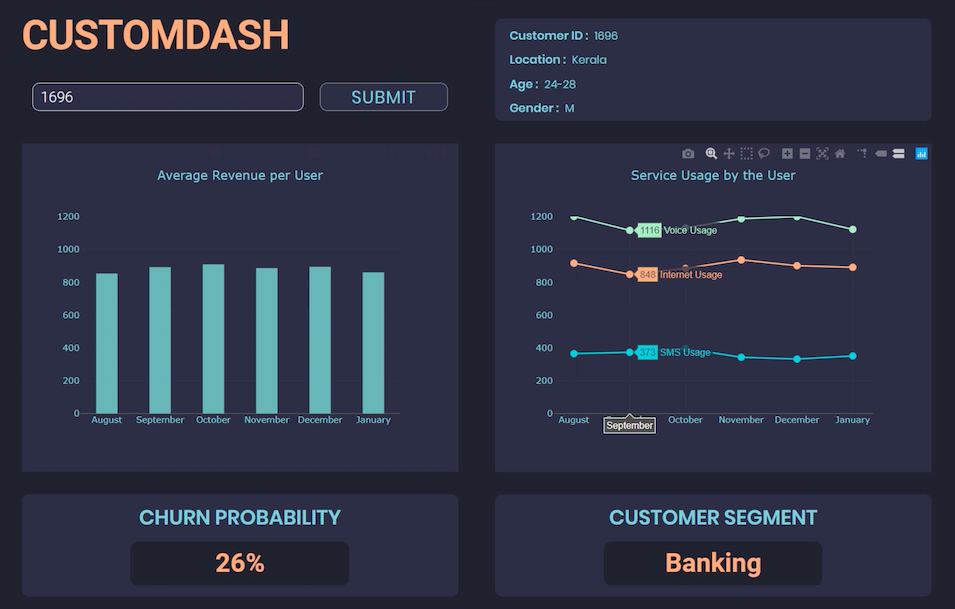 CUSTOMDASH
1696
SUBMIT
Customer ID : 1696
Location : Kerala
Age : 24-28
Gender : M
Average Revenue per User
1200
1000
800
600
400
200
0
August September October November December January
Service Usage by the User
1200
1000
800
600
400
200
0
1116 Voice Usage
848 Internet Usage
373 SMS Usage
August September October November December January
CHURN PROBABILITY
26%
CUSTOMER SEGMENT
Banking